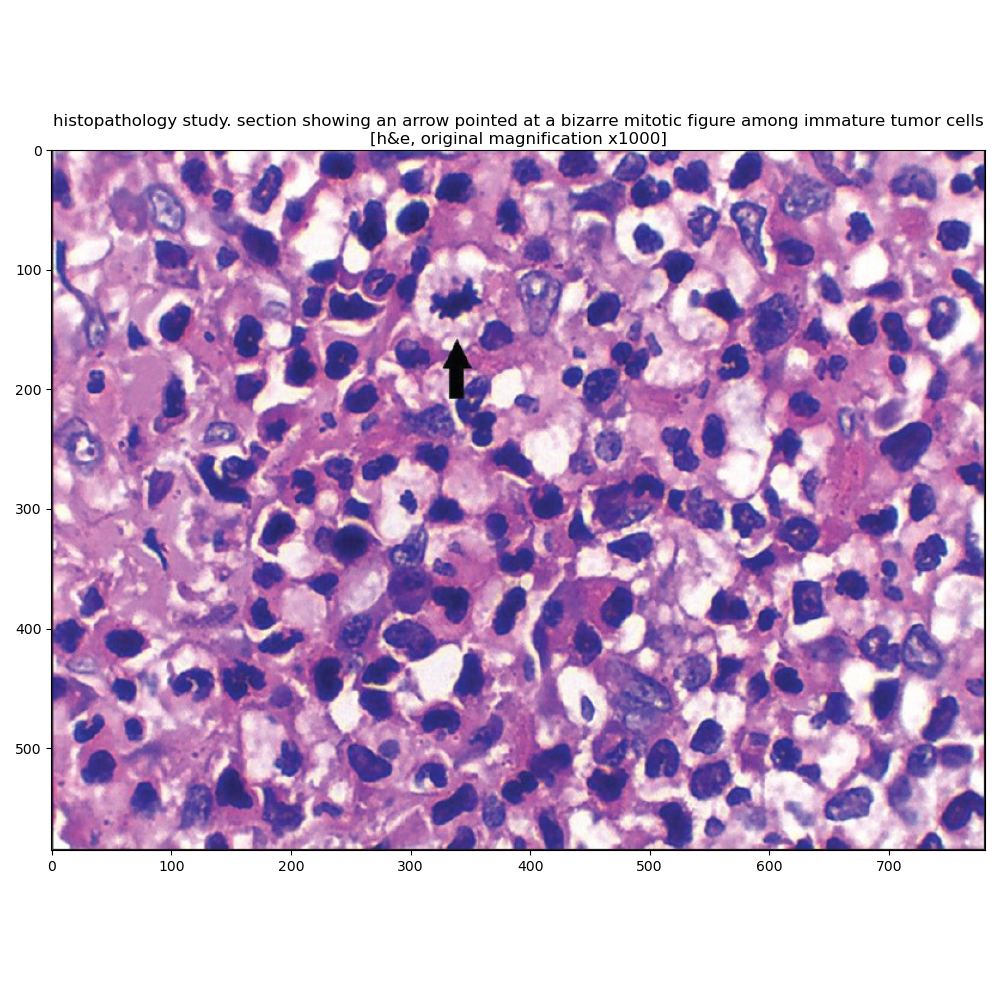 histopathology study. section showing an arrow pointed at a bizarre mitotic figure among immature tumor cells
[h&e, original magnification x1000]
0
100
200
300
400
500
0 100 200 300 400 500 600 700